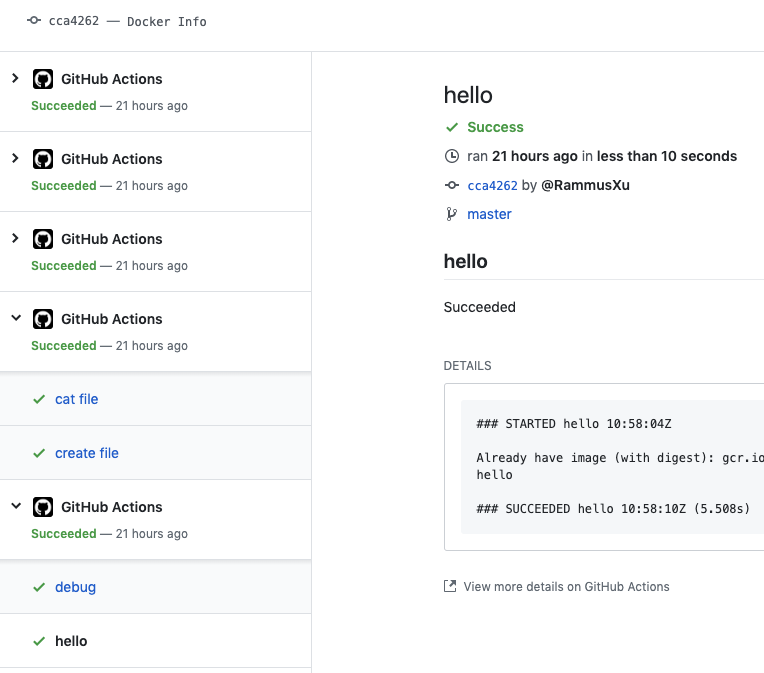 cca4262 — Docker Info
GitHub Actions
Succeeded — 21 hours ago
GitHub Actions
Succeeded — 21 hours ago
GitHub Actions
Succeeded — 21 hours ago
GitHub Actions
Succeeded — 21 hours ago
cat file
create file
GitHub Actions
Succeeded — 21 hours ago
debug
hello
hello
Success
ran 21 hours ago in less than 10 seconds
cca4262 by @RammusXu
master
hello
Succeeded
DETAILS
### STARTED hello 10:58:04Z
Already have image (with digest): gcr.io
hello
### SUCCEEDED hello 10:58:10Z (5.508s)
View more details on GitHub Actions